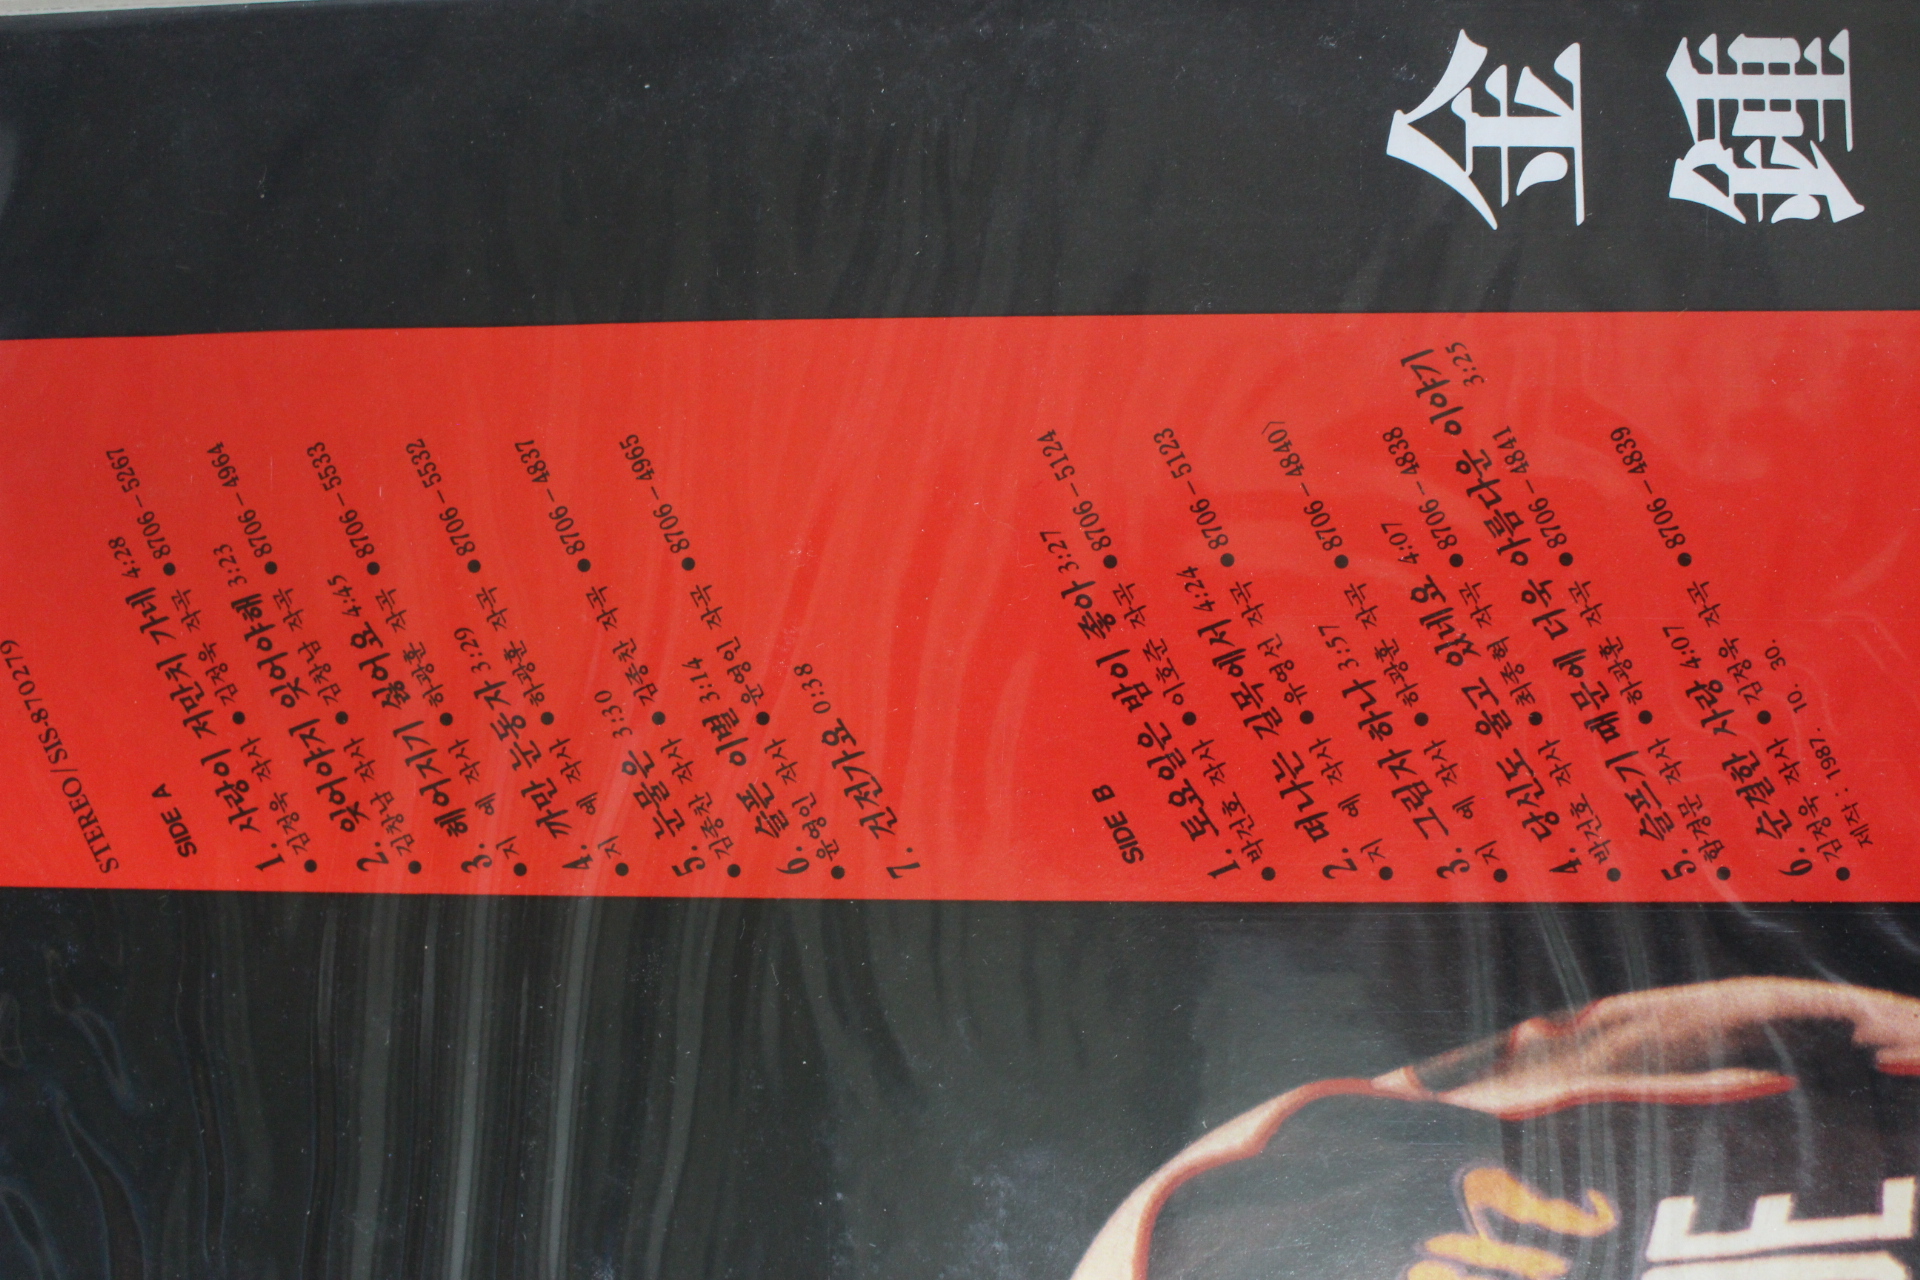 金 鍾
STEREO/SIS-870279
SIDE A
1. 사랑이 저만치 가네 4:28
●김정욱 작사 ●김정욱 작곡 ●8706-5267
2. 잊어야지 잊어야해 3:23
●김창남 작사 ●김창남 작곡 ●8706-4964
3. 헤어지기 싫어요 4:45
●지 예 작사 ●하광훈 작곡 ●8706-5533
4. 까만 눈동자 3:29
●지 예 작사 ●하광훈 작곡 ●8706-5532
5. 눈물은 3:30
●김종찬 작사 ●김종찬 작곡 ●8706-4837
6. 슬픈 이별 3:14
●윤영인 작사 ●윤영인 작곡 ●8706-4965
7. 건전가요 0:38
SIDE B
1. 토요일은 밤이 좋아 3:27
●박건호 작사 ●이호준 작곡 ●8706-5124
2. 떠나는 길목에서 4:24
●지 예 작사 ●유영선 작곡 ●8706-5123
3. 그림자 하나 3:57
●지 예 작사 ●하광훈 작곡 ●8706-4840〉
4. 당신도 울고 있네요 4:07
●박건호 작사 ●최종혁 작곡 ●8706-4838
5. 슬프기 때문에 더욱 아름다운 이야기 3:25
●함경문 작사 ●하광훈 작곡 ●8706-4841
6. 순결한 사랑 4:07
●김정욱 작사 ●김정욱 작곡 ●8706-4839
제작: 1987. 10. 30.